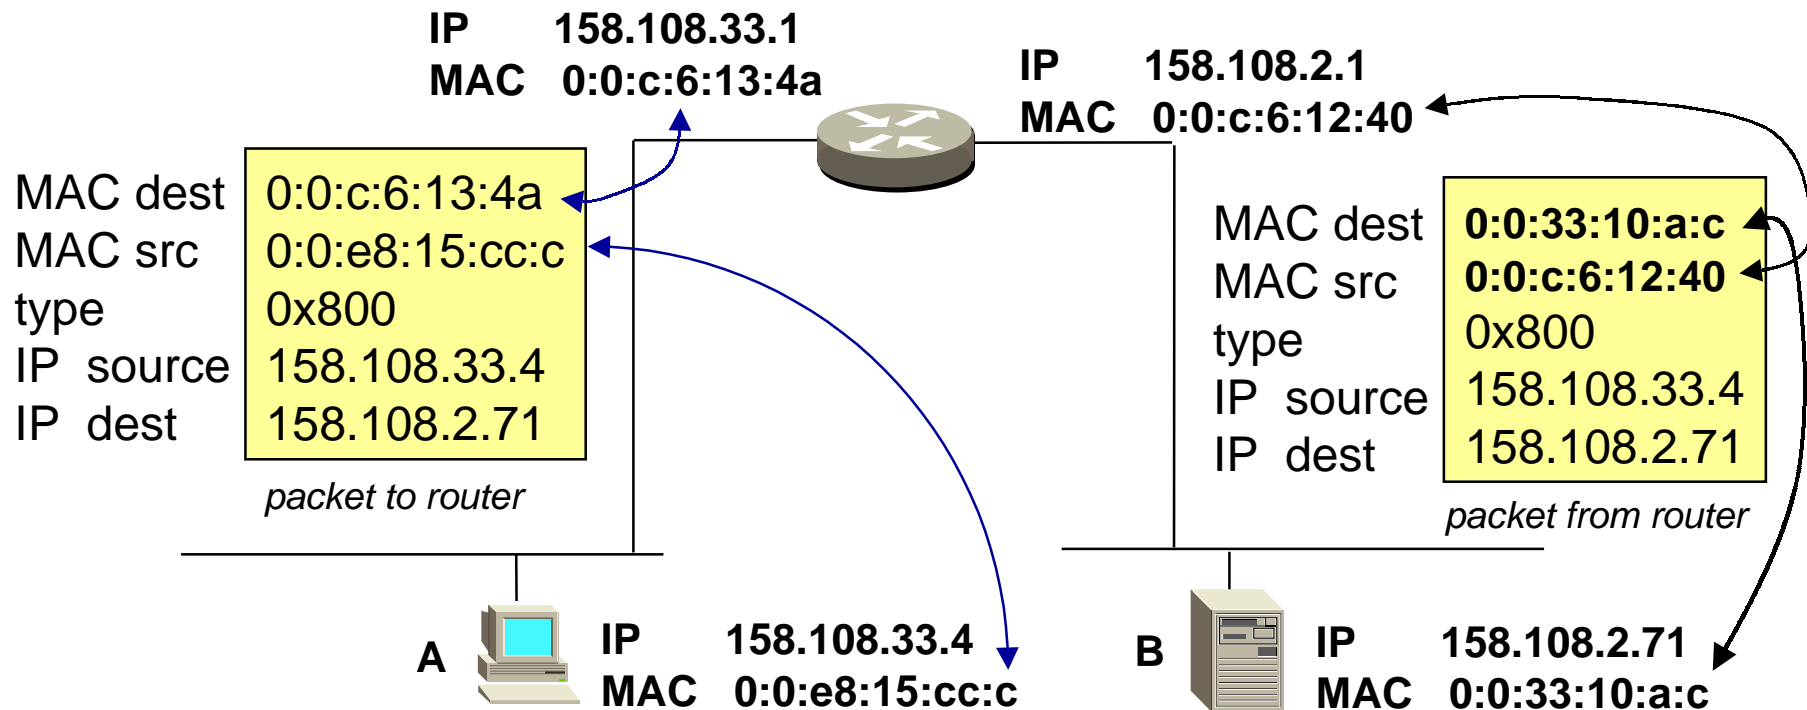 IP 158.108.33.1
MAC 0:0:c:6:13:4a
IP 158.108.2.1
MAC 0:0:c:6:12:40
MAC dest 0:0:c:6:13:4a
MAC src 0:0:e8:15:cc:c
type 0x800
IP source 158.108.33.4
IP dest 158.108.2.71
packet to router
MAC dest 0:0:33:10:a:c
MAC src 0:0:c:6:12:40
type 0x800
IP source 158.108.33.4
IP dest 158.108.2.71
packet from router
A
IP 158.108.33.4
MAC 0:0:e8:15:cc:c
B
IP 158.108.2.71
MAC 0:0:33:10:a:c